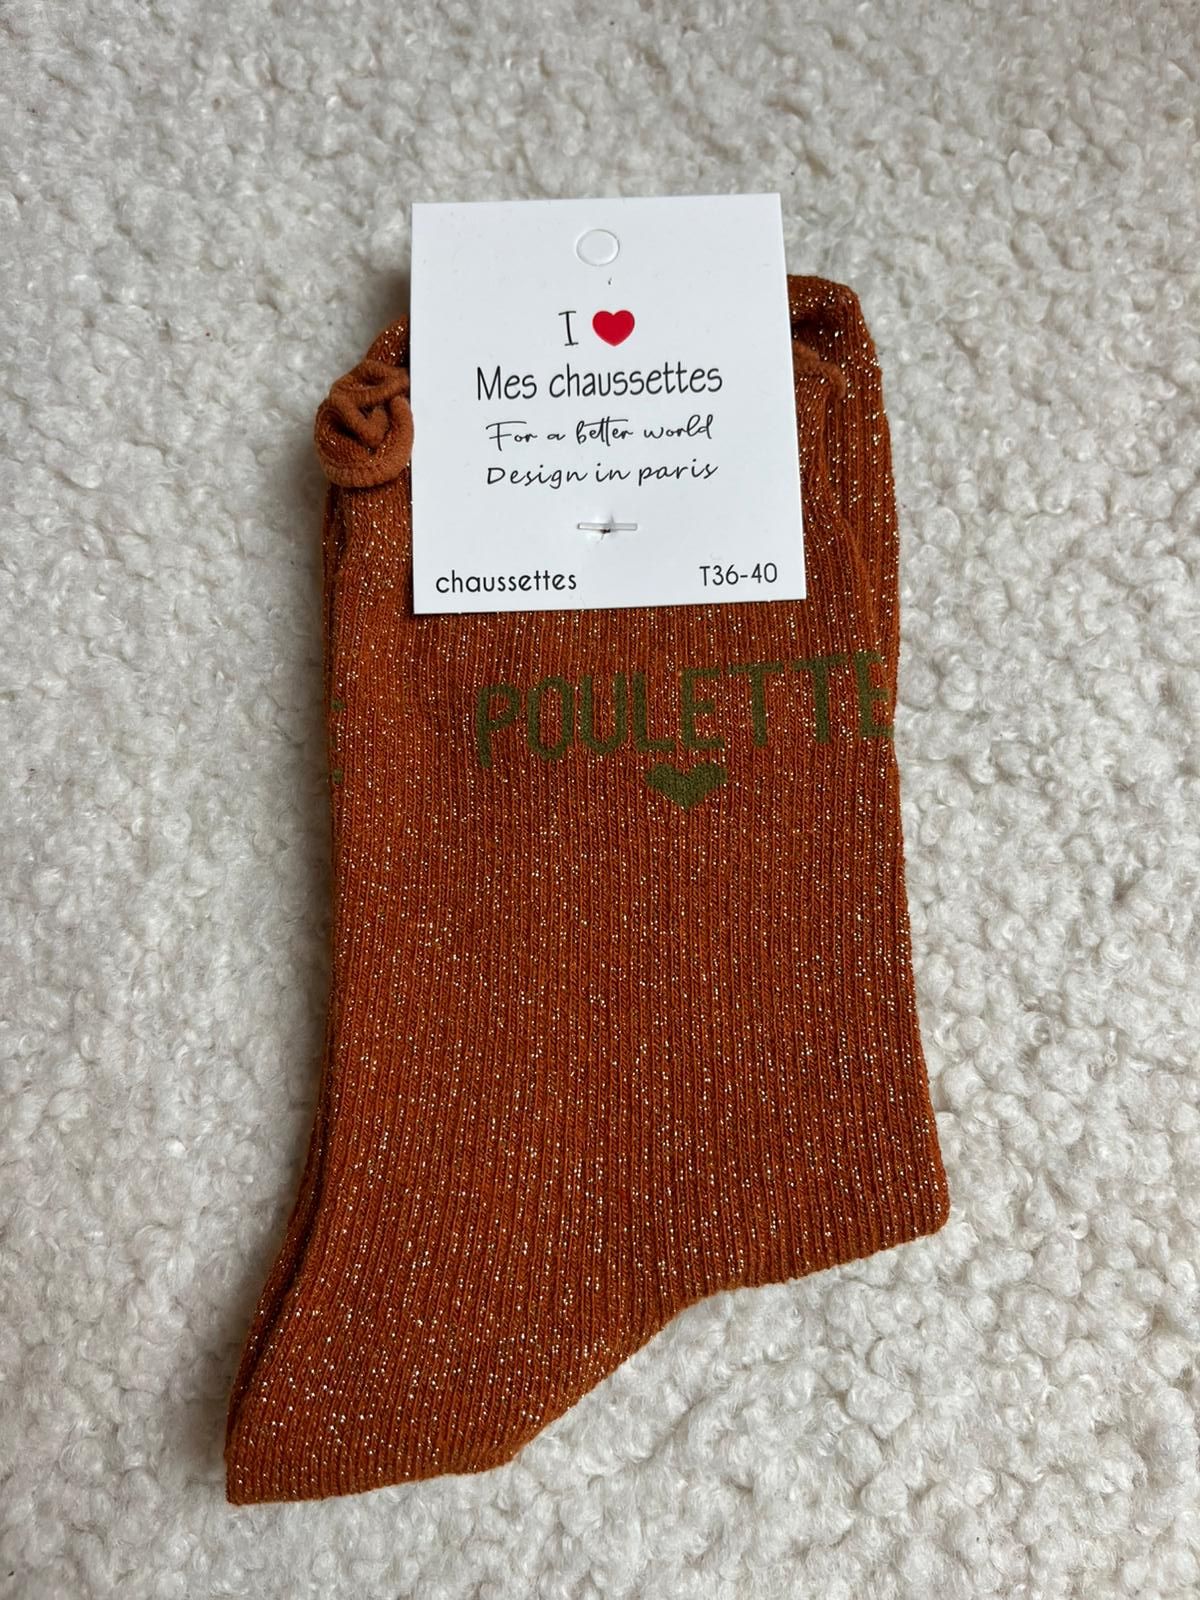 I ❤
Mes chaussettes
For a better world
Design in paris
chaussettes T36-40
POULETTE